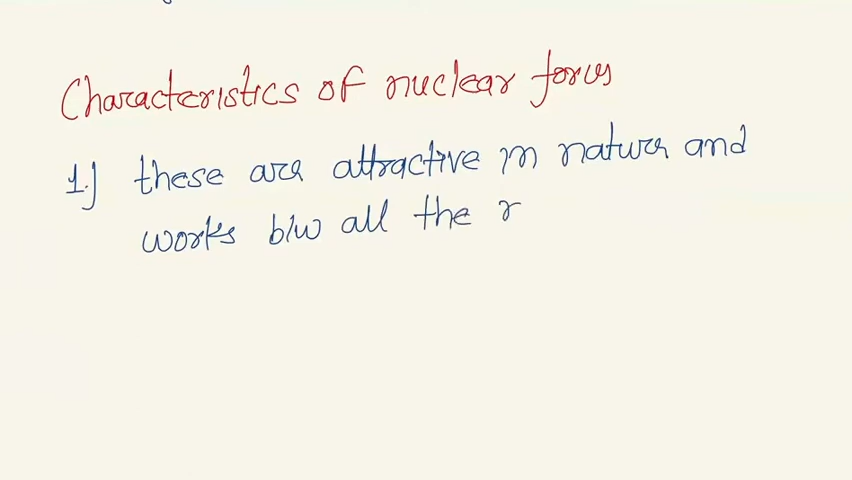 Characteristics of nuclear forces
1.) these are attractive in nature and
works b/w all the